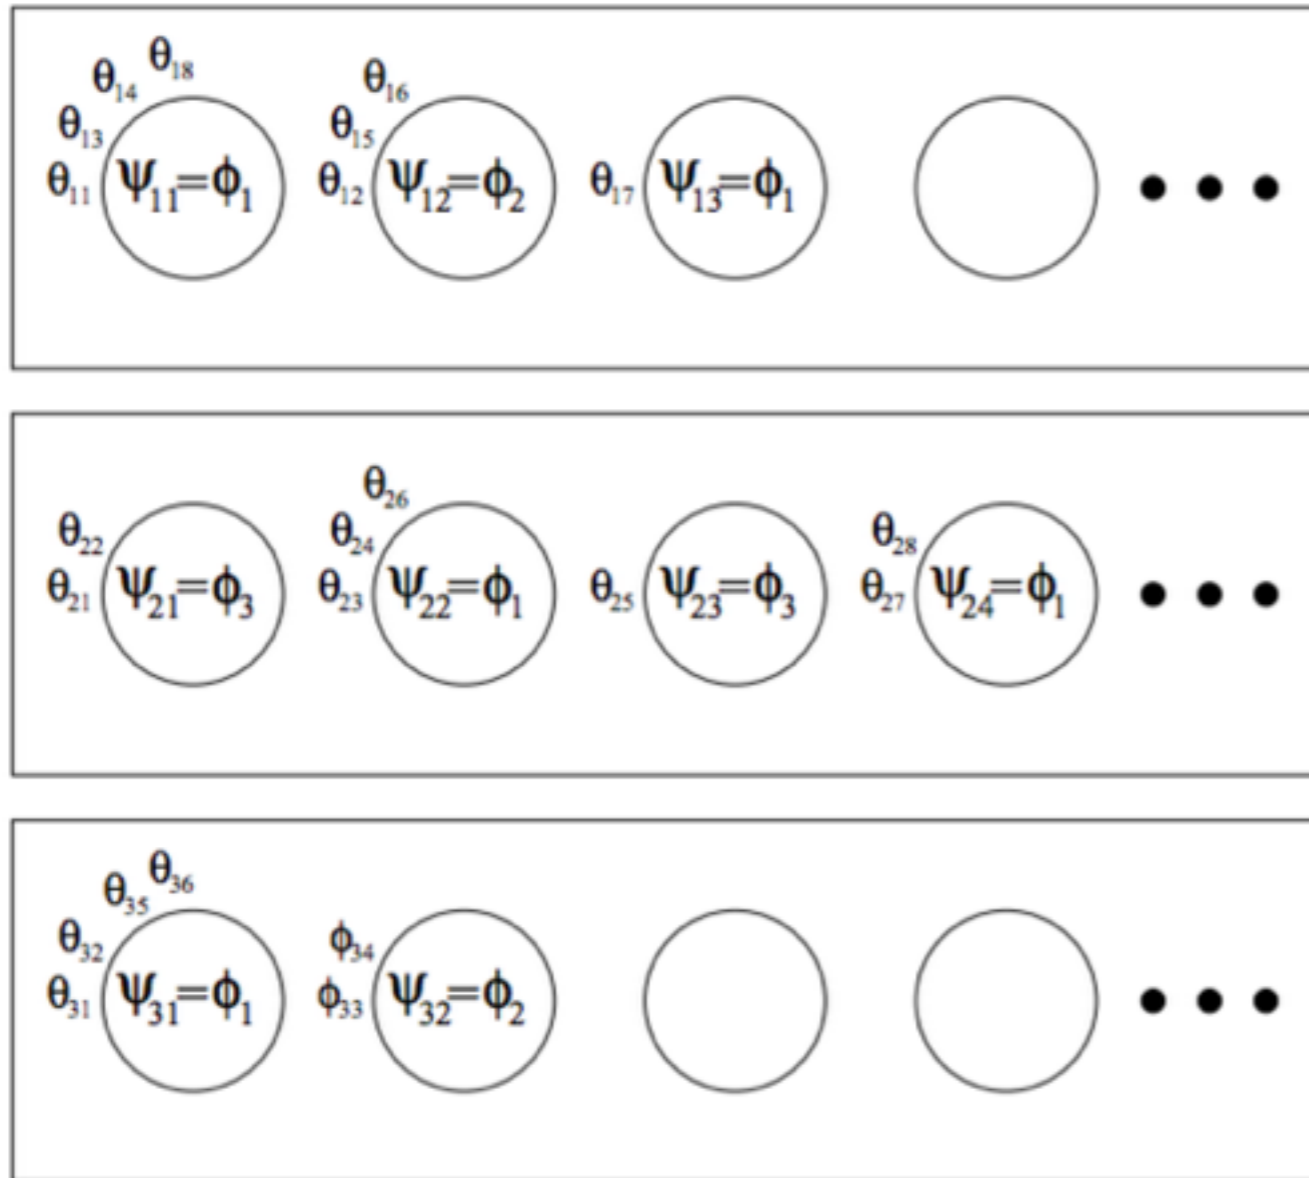 θ₁₈
θ₁₄ θ₁₆
θ₁₃ θ₁₅
θ₁₁ ψ₁₁=ϕ₁ θ₁₂ ψ₁₂=ϕ₂ θ₁₇ ψ₁₃=ϕ₁
θ₂₆
θ₂₂ θ₂₄ θ₂₈
θ₂₁ ψ₂₁=ϕ₃ θ₂₃ ψ₂₂=ϕ₁ θ₂₅ ψ₂₃=ϕ₃ θ₂₇ ψ₂₄=ϕ₁
θ₃₆
θ₃₅
θ₃₂ ϕ₃₄
θ₃₁ ψ₃₁=ϕ₁ ϕ₃₃ ψ₃₂=ϕ₂